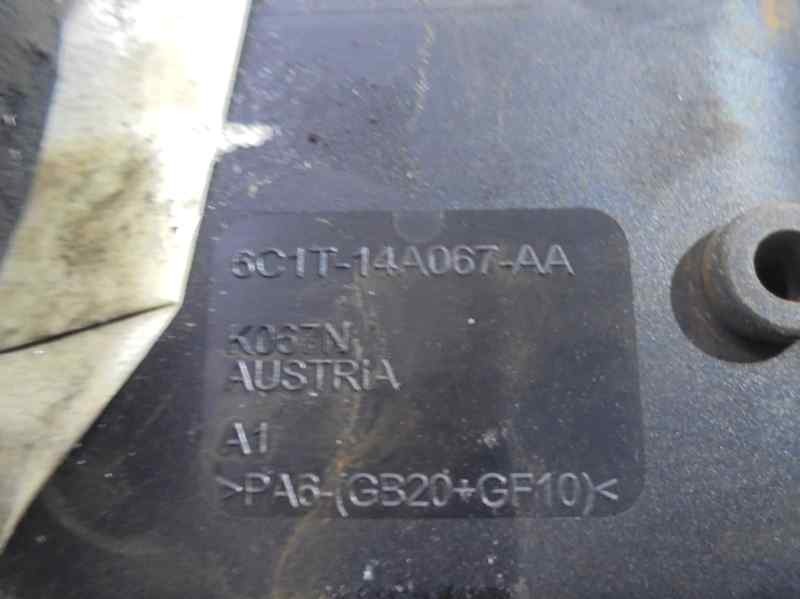 6C1T-14A067-AA
K067N
AUSTRiA
A1
>PA6-(GB20+GF10)<